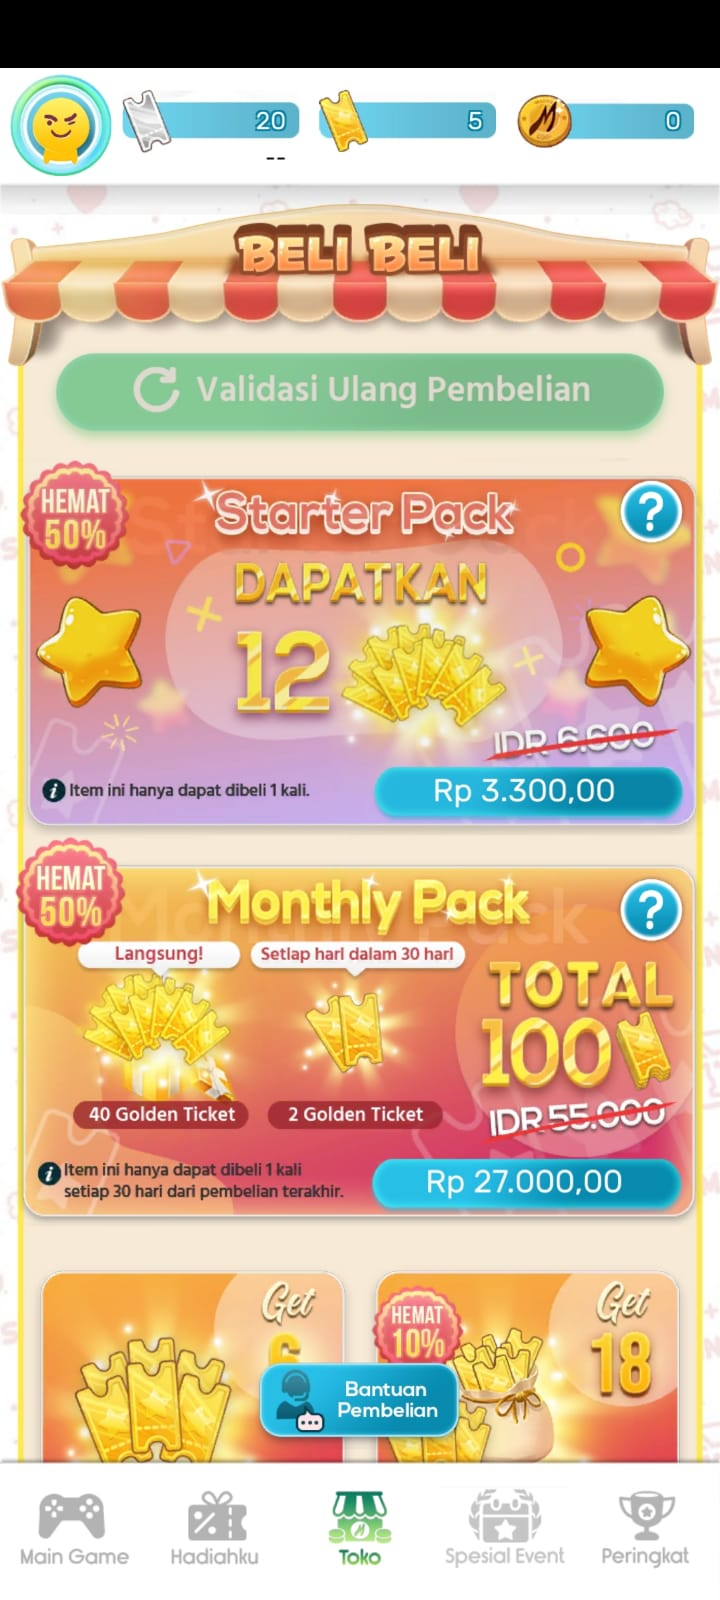 20
5
0
--
BELI BELI
Validasi Ulang Pembelian
HEMAT
50%
Starter Pack
?
DAPATKAN
12
IDR 6.600
Item ini hanya dapat dibeli 1 kali.
Rp 3.300,00
HEMAT
50%
Monthly Pack
?
Langsung!
Setiap hari dalam 30 hari
TOTAL
100
40 Golden Ticket
2 Golden Ticket
IDR 55.000
Item ini hanya dapat dibeli 1 kali
setiap 30 hari dari pembelian terakhir.
Rp 27.000,00
Get
6
HEMAT
10%
Get
18
Bantuan
Pembelian
Main Game
Hadiahku
Toko
Spesial Event
Peringkat